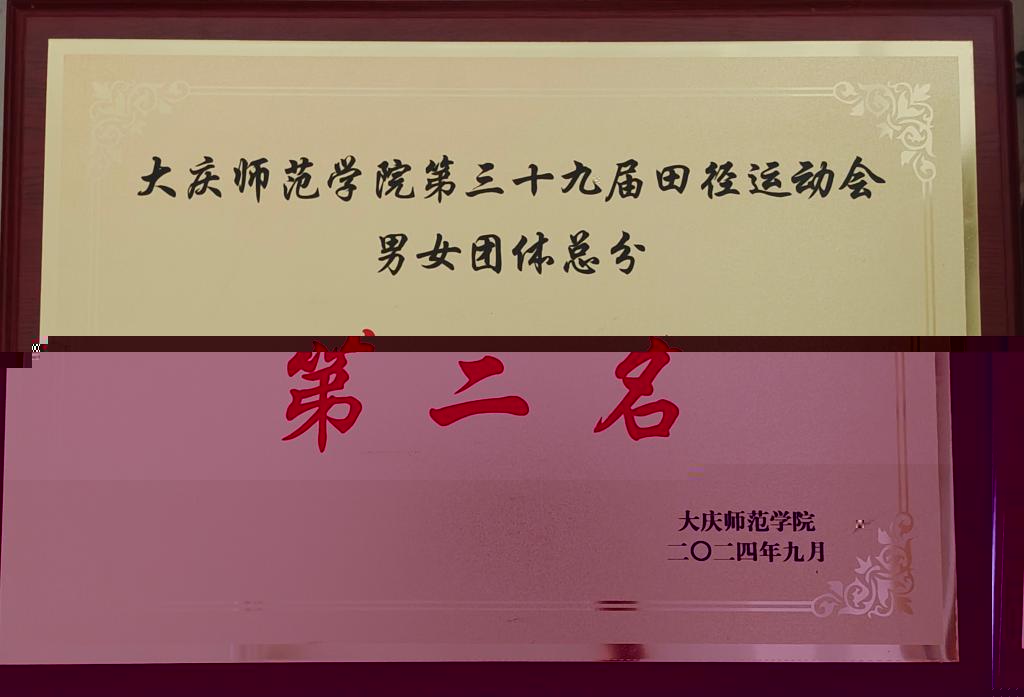 大庆师范学院第三十九届田径运动会
男女团体总分
第二名
大庆师范学院
二〇二四年九月